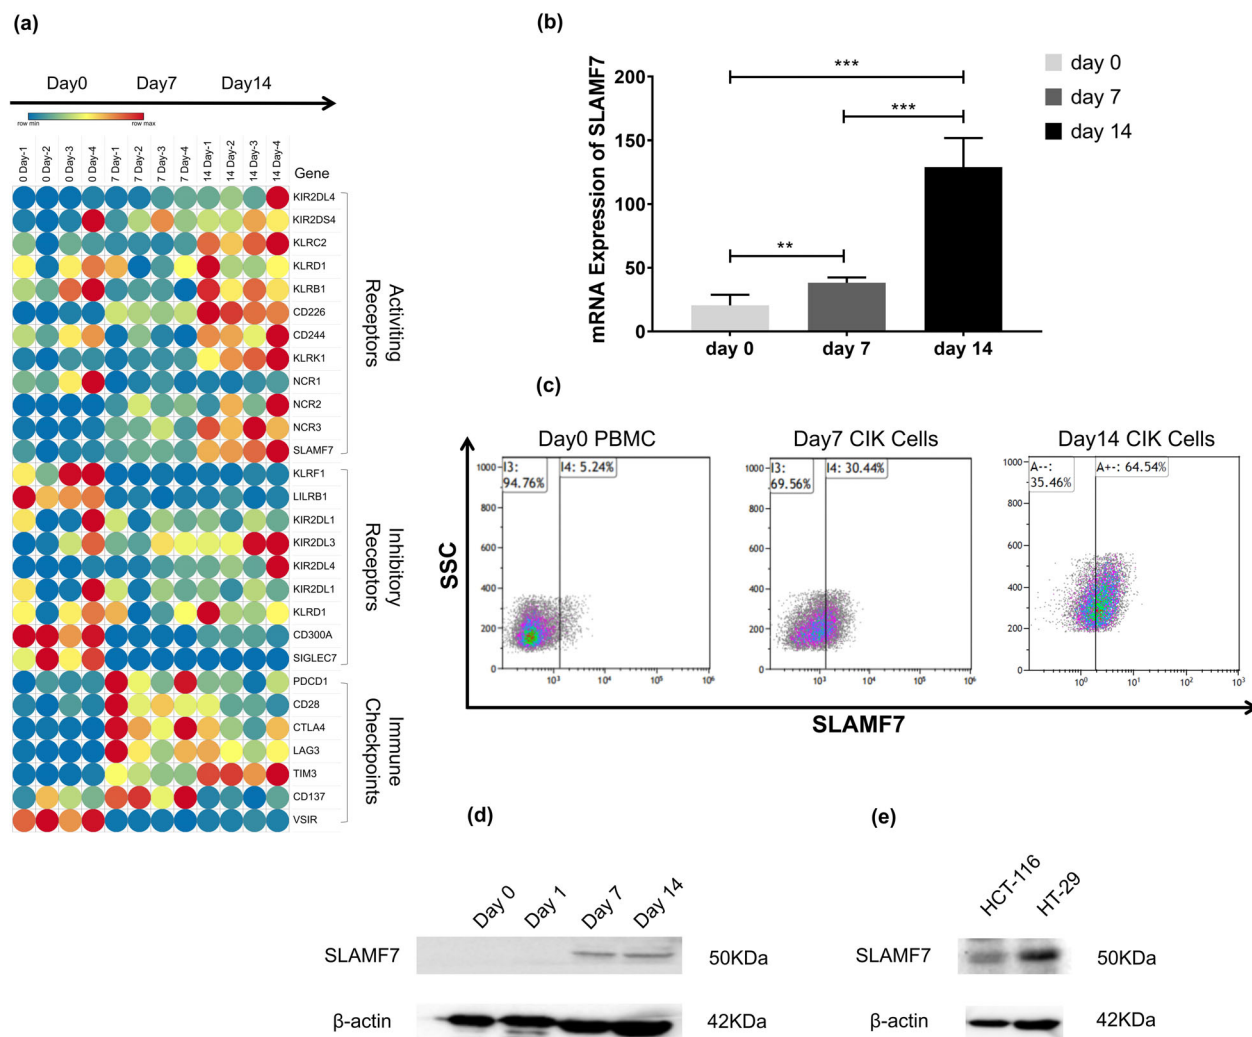 (a)
Day0 Day7 Day14
row min row max
0 Day-1 0 Day-2 0 Day-3 0 Day-4 7 Day-1 7 Day-2 7 Day-3 7 Day-4 14 Day-1 14 Day-2 14 Day-3 14 Day-4 Gene
KIR2DL4
KIR2DS4
KLRC2
KLRD1
KLRB1
CD226
CD244
KLRK1
NCR1
NCR2
NCR3
SLAMF7
KLRF1
LILRB1
KIR2DL1
KIR2DL3
KIR2DL4
KIR2DL1
KLRD1
CD300A
SIGLEC7
PDCD1
CD28
CTLA4
LAG3
TIM3
CD137
VSIR
Activiting
Receptors
Inhibitory
Receptors
Immune
Checkpoints
(b)
mRNA Expression of SLAMF7
200
150
100
50
0
***
***
**
day 0 day 7 day 14
day 0
day 7
day 14
(c)
SSC
Day0 PBMC
I3:
94.76%
I4: 5.24%
1000
800
600
400
200
0
10³ 10⁴ 10⁵ 10⁶
Day7 CIK Cells
I3:
69.56%
I4: 30.44%
1000
800
600
400
200
0
10³ 10⁴ 10⁵ 10⁶
Day14 CIK Cells
A--:
35.46%
A+-: 64.54%
1000
800
600
400
200
0
10⁰ 10¹ 10² 10³
SLAMF7
(d)
Day 0 Day 1 Day 7 Day 14
SLAMF7 50KDa
β-actin 42KDa
(e)
HCT-116 HT-29
SLAMF7 50KDa
β-actin 42KDa